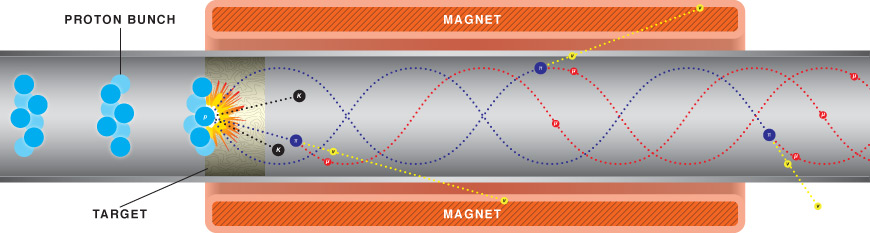 MAGNET
PROTON BUNCH
π
K
p
π
π
K
TARGET
MAGNET